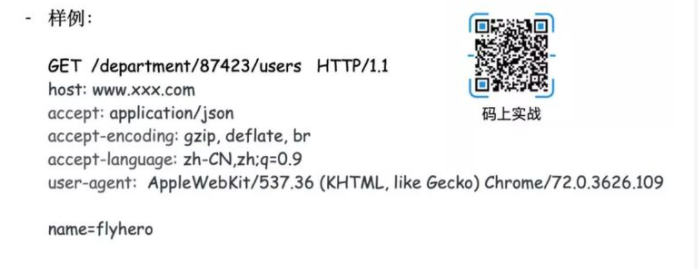 - 样例:
GET /department/87423/users HTTP/1.1
host: www.xxx.com
accept: application/json
accept-encoding: gzip, deflate, br
accept-language: zh-CN,zh;q=0.9
user-agent: AppleWebKit/537.36 (KHTML, like Gecko) Chrome/72.0.3626.109
name=flyhero
码上实战